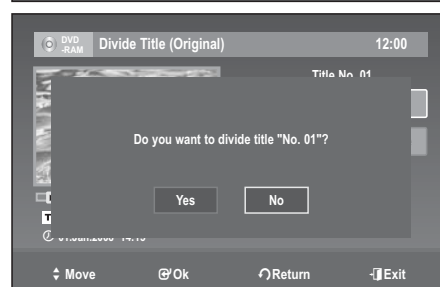 DVD
-RAM Divide Title (Original) 12:00
Title No. 01
Do you want to divide title "No. 01"?
Yes No
Move Ok Return Exit